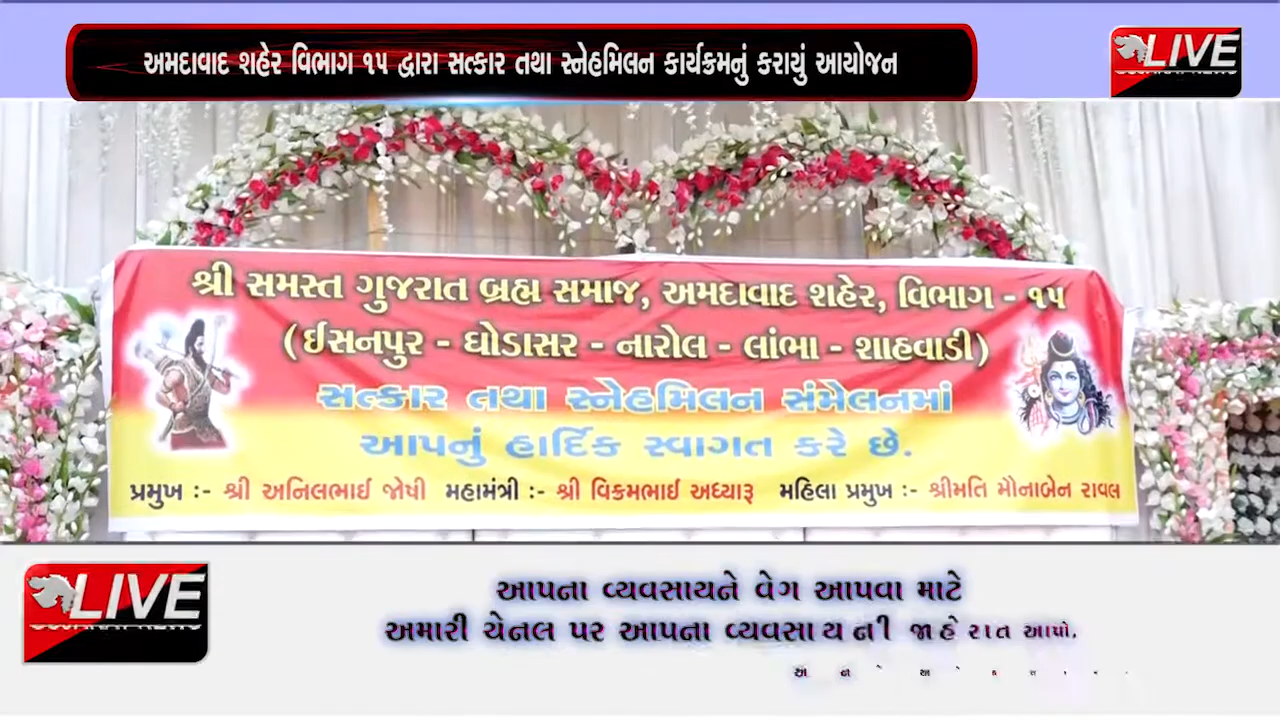 અમદાવાદ શહેર વિભાગ ૧૫ દ્વારા સત્કાર તથા સ્નેહમિલન કાર્યક્રમનું કરાયું આયોજન
LIVE
શ્રી સમસ્ત ગુજરાત બ્રહ્મ સમાજ, અમદાવાદ શહેર, વિભાગ - ૧૫
(ઈસનપુર - ઘોડાસર - નારોલ - લાંભા - શાહવાડી)
સત્કાર તથા સ્નેહમિલન સંમેલનમાં
આપનું હાર્દિક સ્વાગત કરે છે.
પ્રમુખ :- શ્રી અનિલભાઈ જોષી મહામંત્રી :- શ્રી વિક્રમભાઈ અધ્યારૂ મહિલા પ્રમુખ :- શ્રીમતિ મૌનાબેન રાવલ
LIVE
આપના વ્યવસાયને વેગ આપવા માટે
અમારી ચેનલ પર આપના વ્યવસાયની જાહેરાત આપો.